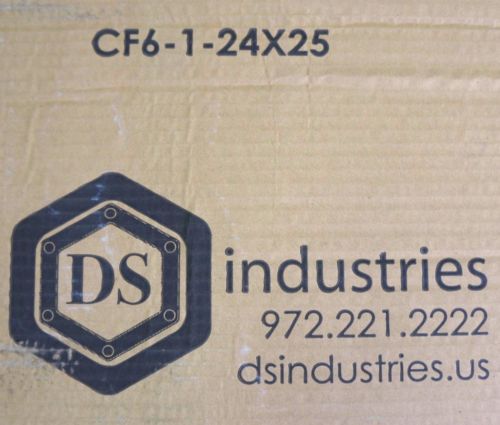 CF6-1-24X25
DS
industries
972.221.2222
dsindustries.us